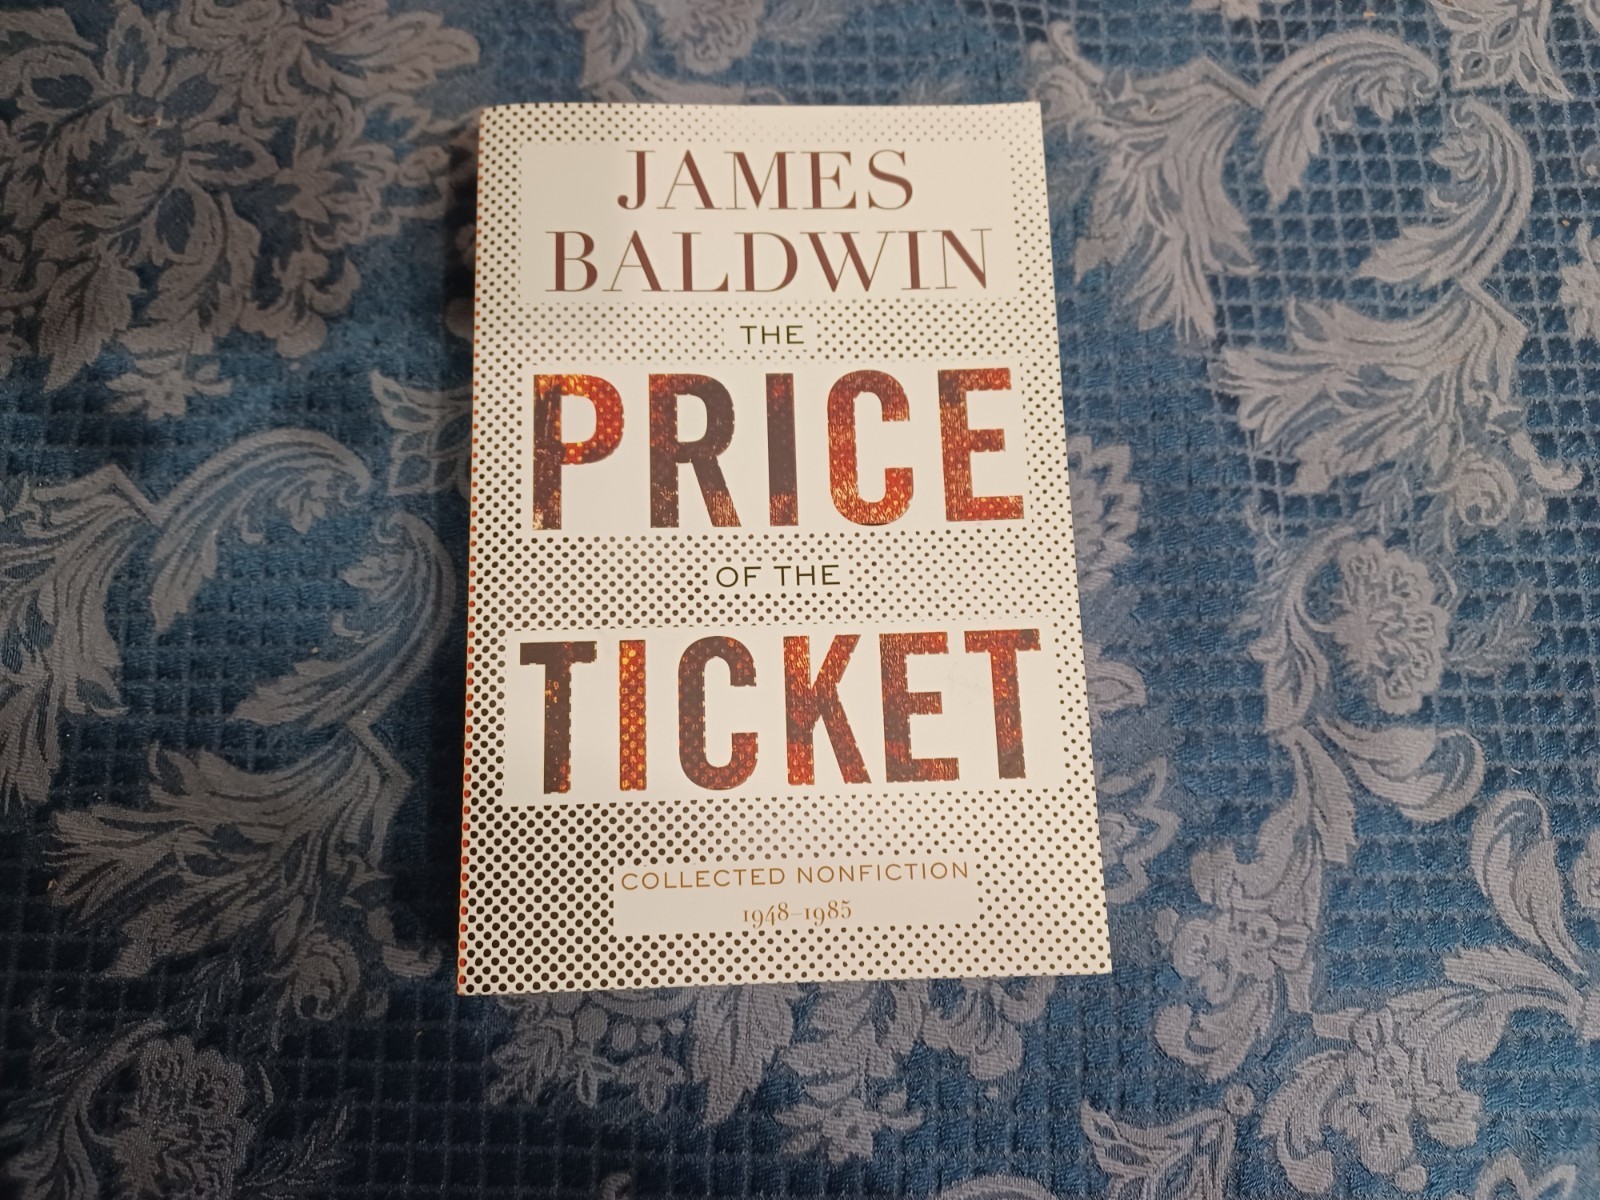 JAMES
BALDWIN
THE
PRICE
OF THE
TICKET
COLLECTED NONFICTION
1948–1985